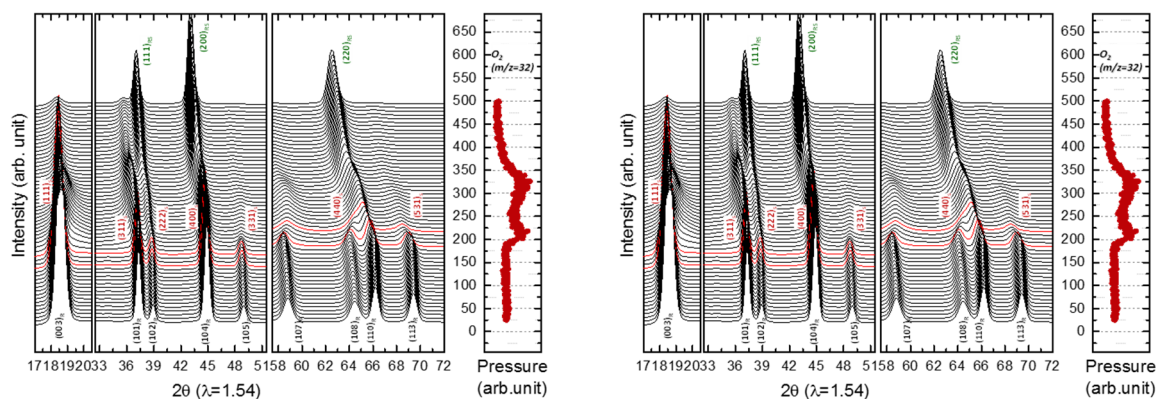 Intensity (arb. unit)
(003)R
(111)
(101)R
(102)R
(104)R
(105)R
(311)
(222)
(400)
(331)
(111)RS
(200)RS
(107)R
(108)R
(110)R
(113)R
(440)
(531)
(220)RS
17 18 19 20 33 36 39 42 45 48 51 58 60 62 64 66 68 70 72
2θ (λ=1.54)
O2
(m/z=32)
650
600
550
500
450
400
350
300
250
200
150
100
50
0
Pressure
(arb.unit)
Intensity (arb. unit)
(003)R
(111)
(101)R
(102)R
(104)R
(105)R
(311)
(222)
(400)
(331)
(111)RS
(200)RS
(107)R
(108)R
(110)R
(113)R
(440)
(531)
(220)RS
17 18 19 20 33 36 39 42 45 48 51 58 60 62 64 66 68 70 72
2θ (λ=1.54)
O2
(m/z=32)
650
600
550
500
450
400
350
300
250
200
150
100
50
0
Pressure
(arb.unit)